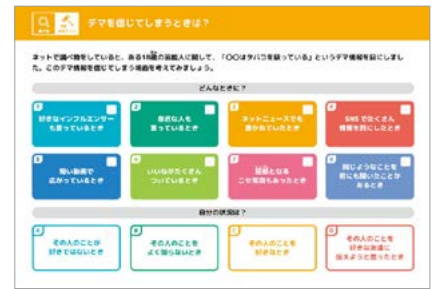 デマを信じてしまうときは?
ネットで調べ物をしていると、ある18歳の芸能人に関して、「〇〇はタバコを吸っている」というデマ情報を目にしまし
た。このデマ情報を信じてしまう場面を考えてみましょう。
どんなときに?
好きなインフルエンサー
も言っているとき
身近な人も
言っているとき
ネットニュースでも
書かれていたとき
SNSでたくさん
情報を目にしたとき
短い動画で
広がっているとき
いいねがたくさん
ついているとき
証拠となる
ニセ写真もあったとき
同じようなことを
前にも聞いたことが
あるとき
自分の状況は?
A
その人のことが
好きではないとき
B
その人のことを
よく知らないとき
C
その人のことを
好きなとき
D
その人のことを
好きな友達に
伝えようと思ったとき